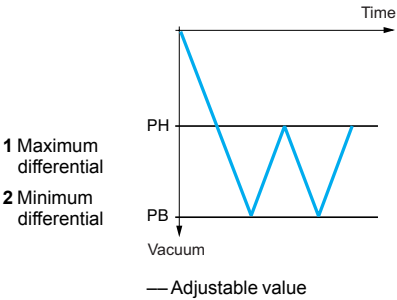 Time
PH
1 Maximum
differential
2 Minimum
differential
PB
Vacuum
— Adjustable value